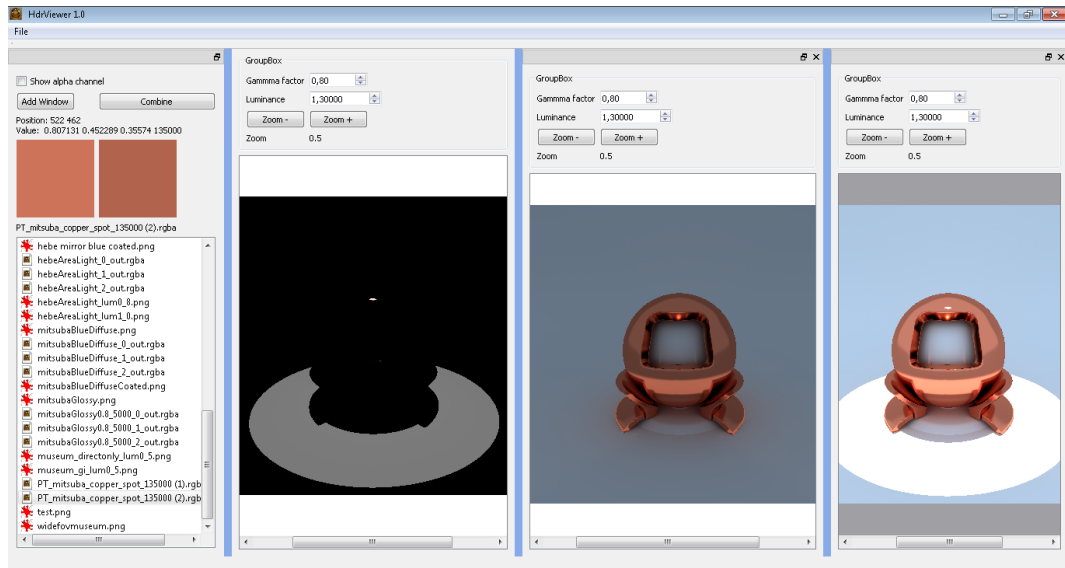 HdrViewer 1.0
File
Show alpha channel
Add Window
Combine
Position: 522 462
Value: 0.807131 0.452289 0.35574 135000
PT_mitsuba_copper_spot_135000 (2).rgba
hebe mirror blue coated.png
hebeAreaLight_0_out.rgba
hebeAreaLight_1_out.rgba
hebeAreaLight_2_out.rgba
hebeAreaLight_lum0_8.png
hebeAreaLight_lum1_0.png
mitsubaBlueDiffuse.png
mitsubaBlueDiffuse_0_out.rgba
mitsubaBlueDiffuse_1_out.rgba
mitsubaBlueDiffuse_2_out.rgba
mitsubaBlueDiffuseCoated.png
mitsubaGlossy.png
mitsubaGlossy0.8_5000_0_out.rgba
mitsubaGlossy0.8_5000_1_out.rgba
mitsubaGlossy0.8_5000_2_out.rgba
museum_directonly_lum0_5.png
museum_gi_lum0_5.png
PT_mitsuba_copper_spot_135000 (1).rgb
PT_mitsuba_copper_spot_135000 (2).rgb
test.png
widefovmuseum.png
GroupBox
Gammma factor 0,80
Luminance 1,30000
Zoom - Zoom +
Zoom 0.5
GroupBox
Gammma factor 0,80
Luminance 1,30000
Zoom - Zoom +
Zoom 0.5
GroupBox
Gammma factor 0,80
Luminance 1,30000
Zoom - Zoom +
Zoom 0.5